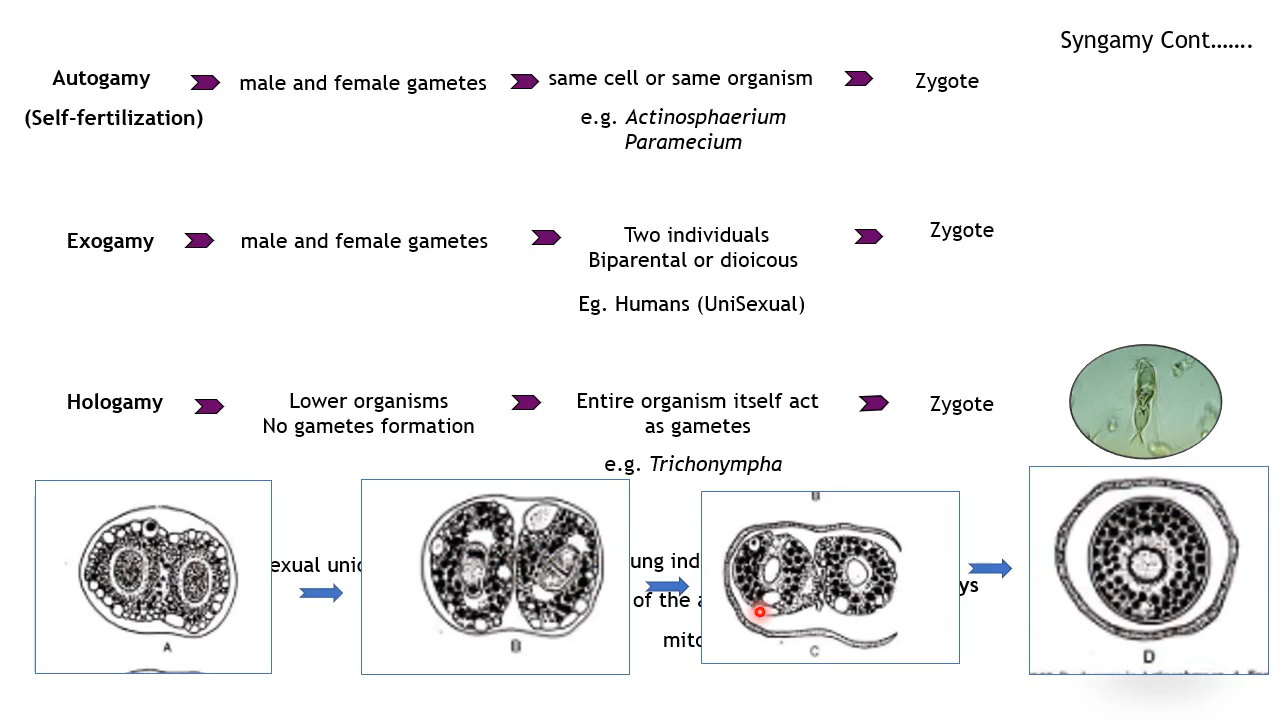 Syngamy Cont…….
Autogamy male and female gametes same cell or same organism Zygote
(Self-fertilization) e.g. Actinosphaerium
Paramecium
Exogamy male and female gametes Two individuals Zygote
Biparental or dioicous
Eg. Humans (UniSexual)
Hologamy Lower organisms Entire organism itself act Zygote
No gametes formation as gametes
e.g. Trichonympha
B
of the
A B C D